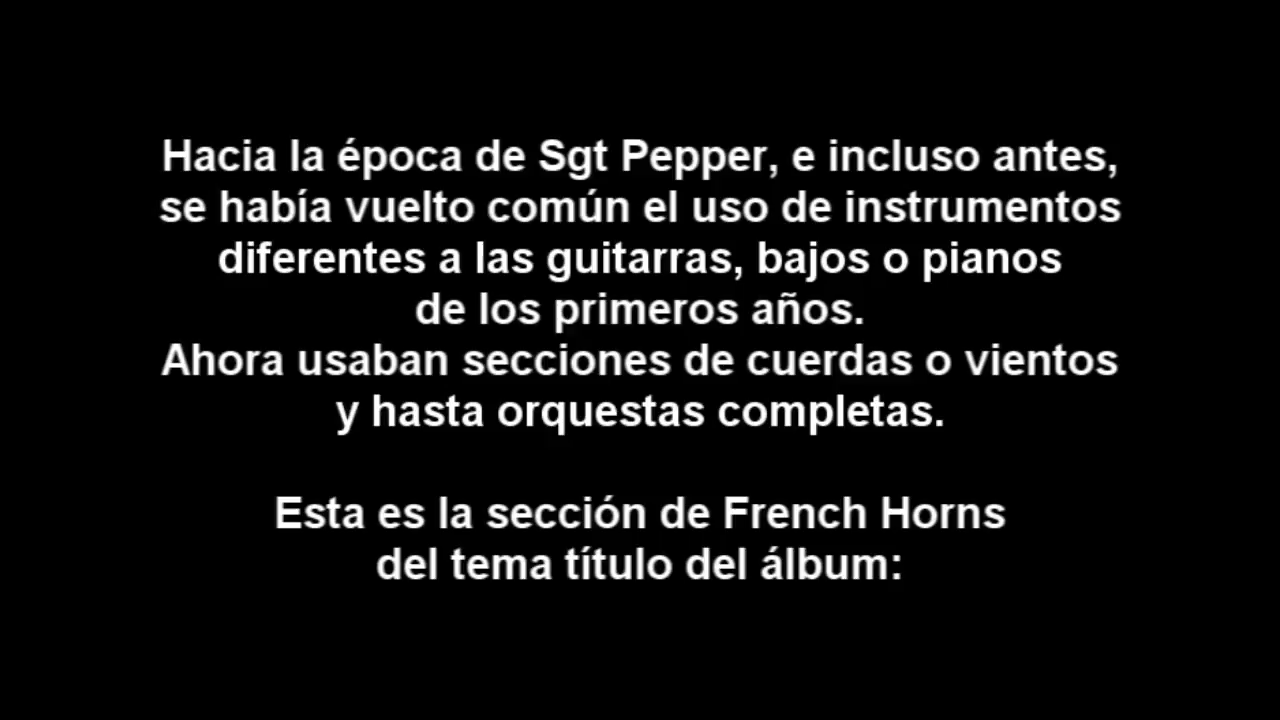 Hacia la época de Sgt Pepper, e incluso antes,
se había vuelto común el uso de instrumentos
diferentes a las guitarras, bajos o pianos
de los primeros años.
Ahora usaban secciones de cuerdas o vientos
y hasta orquestas completas.
Esta es la sección de French Horns
del tema título del álbum: